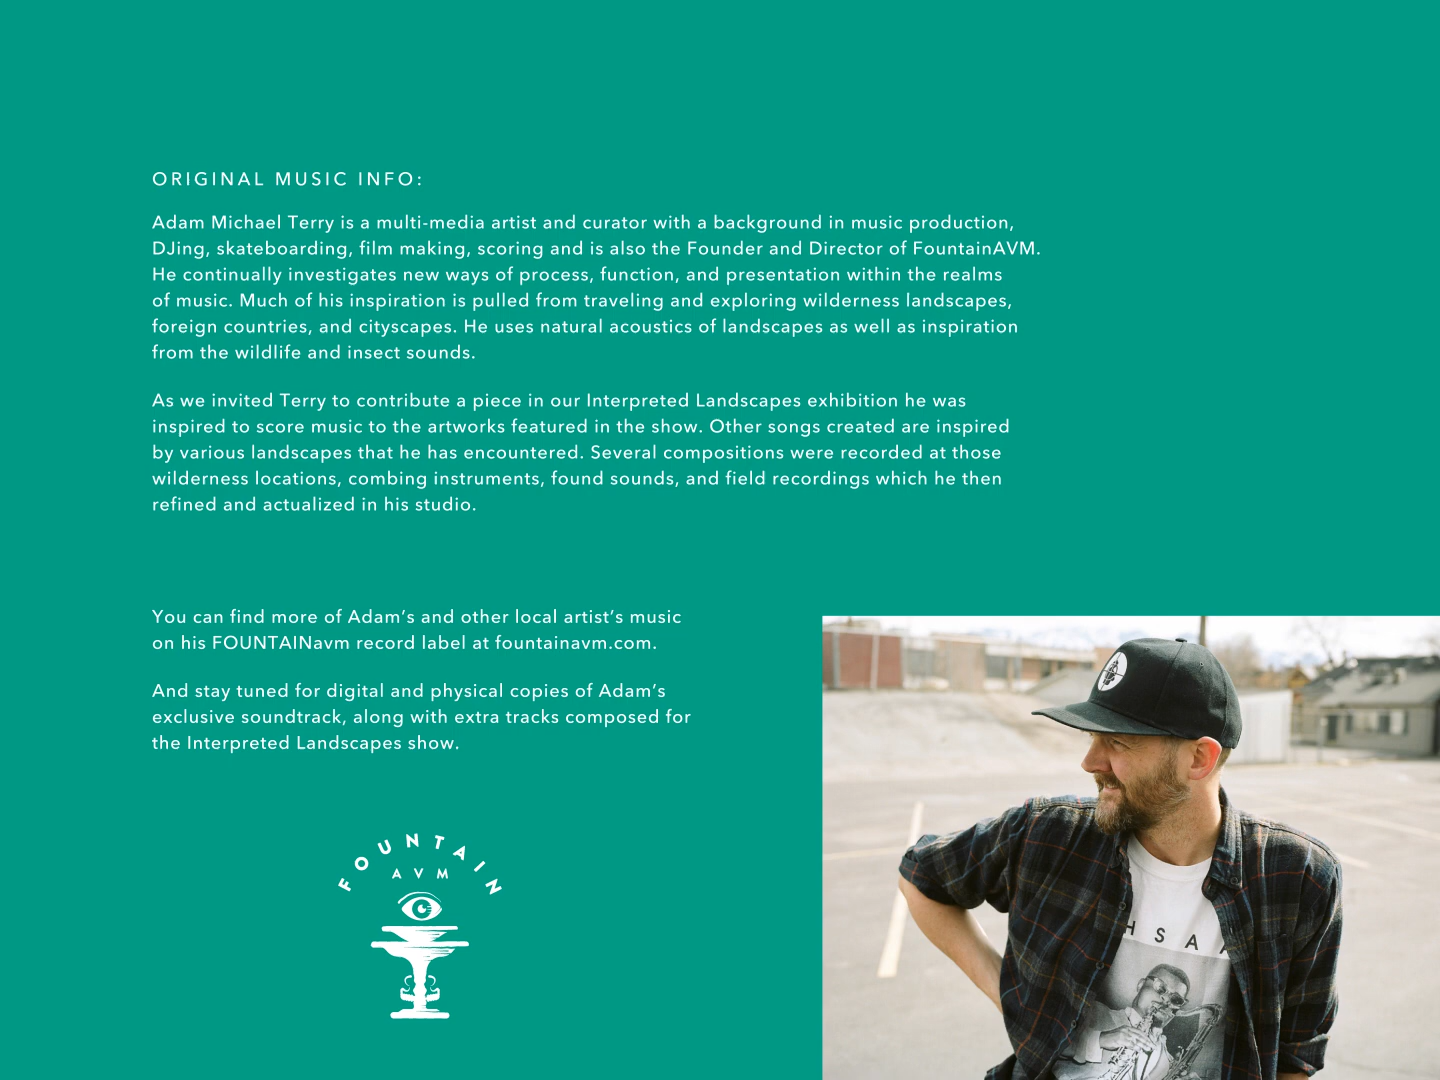 ORIGINAL MUSIC INFO:
Adam Michael Terry is a multi-media artist and curator with a background in music production,
DJing, skateboarding, film making, scoring and is also the Founder and Director of FountainAVM.
He continually investigates new ways of process, function, and presentation within the realms
of music. Much of his inspiration is pulled from traveling and exploring wilderness landscapes,
foreign countries, and cityscapes. He uses natural acoustics of landscapes as well as inspiration
from the wildlife and insect sounds.
As we invited Terry to contribute a piece in our Interpreted Landscapes exhibition he was
inspired to score music to the artworks featured in the show. Other songs created are inspired
by various landscapes that he has encountered. Several compositions were recorded at those
wilderness locations, combing instruments, found sounds, and field recordings which he then
refined and actualized in his studio.
You can find more of Adam’s and other local artist’s music
on his FOUNTAINavm record label at fountainavm.com.
And stay tuned for digital and physical copies of Adam’s
exclusive soundtrack, along with extra tracks composed for
the Interpreted Landscapes show.
FOUNTAIN
AVM